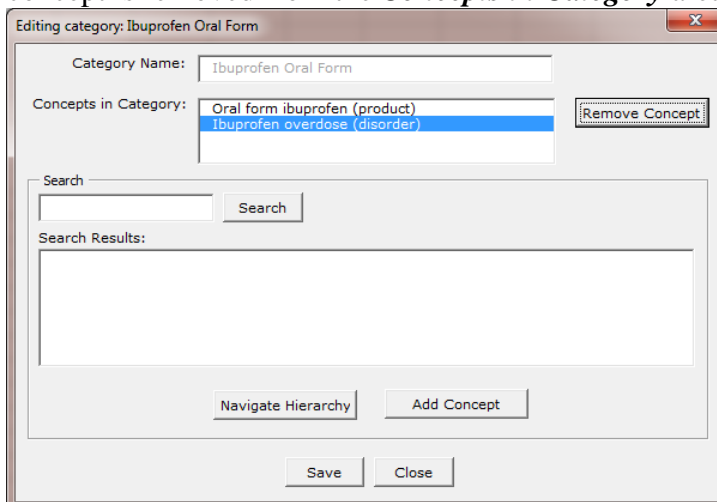 Editing category: Ibuprofen Oral Form
Category Name: Ibuprofen Oral Form
Concepts in Category: Oral form ibuprofen (product)
Ibuprofen overdose (disorder)
Remove Concept
Search
Search
Search Results:
Navigate Hierarchy Add Concept
Save Close